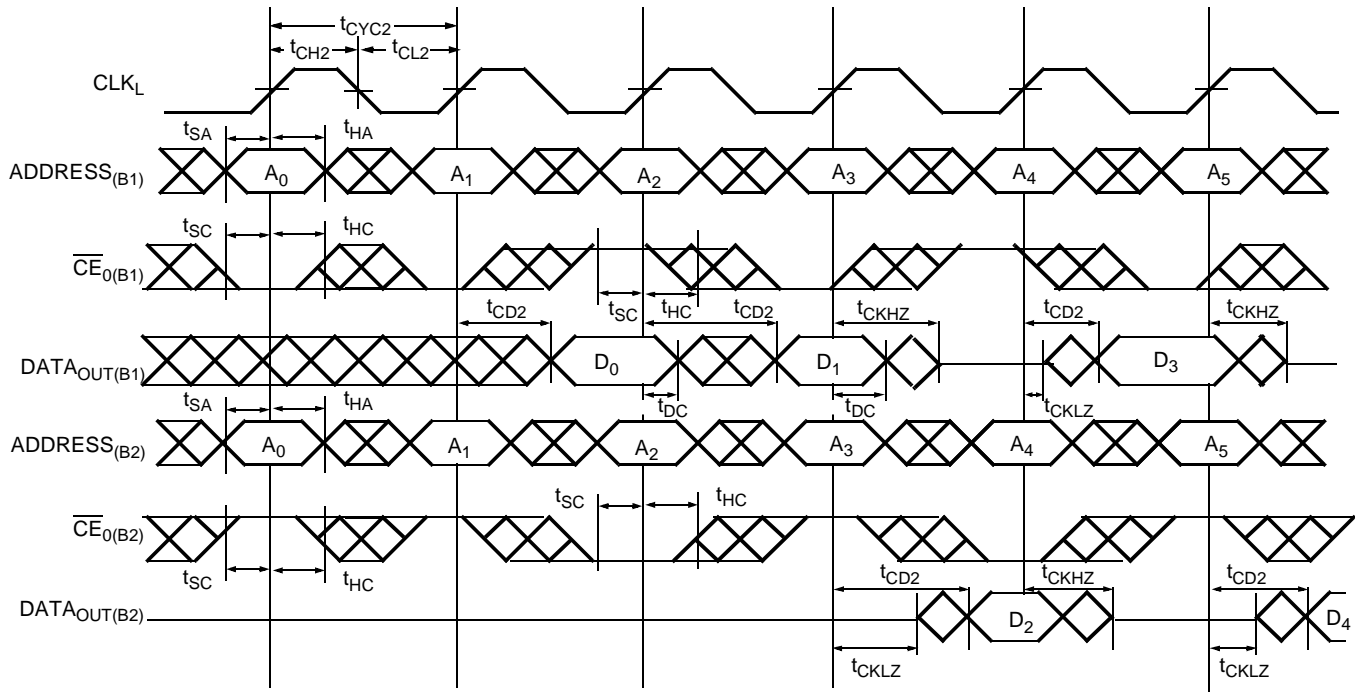 tCYC2
tCH2 tCL2
CLKL
tSA tHA
ADDRESS(B1) A0 A1 A2 A3 A4 A5
tSC tHC
CE0(B1)
tSC tHC
tCD2 tCD2 tCKHZ tCD2 tCKHZ
DATAOUT(B1) D0 D1 D3
tSA tHA tDC tDC tCKLZ
ADDRESS(B2) A0 A1 A2 A3 A4 A5
tSC tHC
CE0(B2)
tSC tHC
tCD2 tCKHZ tCD2
DATAOUT(B2) D2 D4
tCKLZ tCKLZ